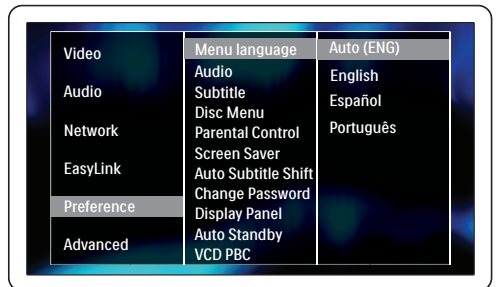 Video
Audio
Network
EasyLink
Preference
Advanced
Menu language
Audio
Subtitle
Disc Menu
Parental Control
Screen Saver
Auto Subtitle Shift
Change Password
Display Panel
Auto Standby
VCD PBC
Auto (ENG)
English
Español
Português